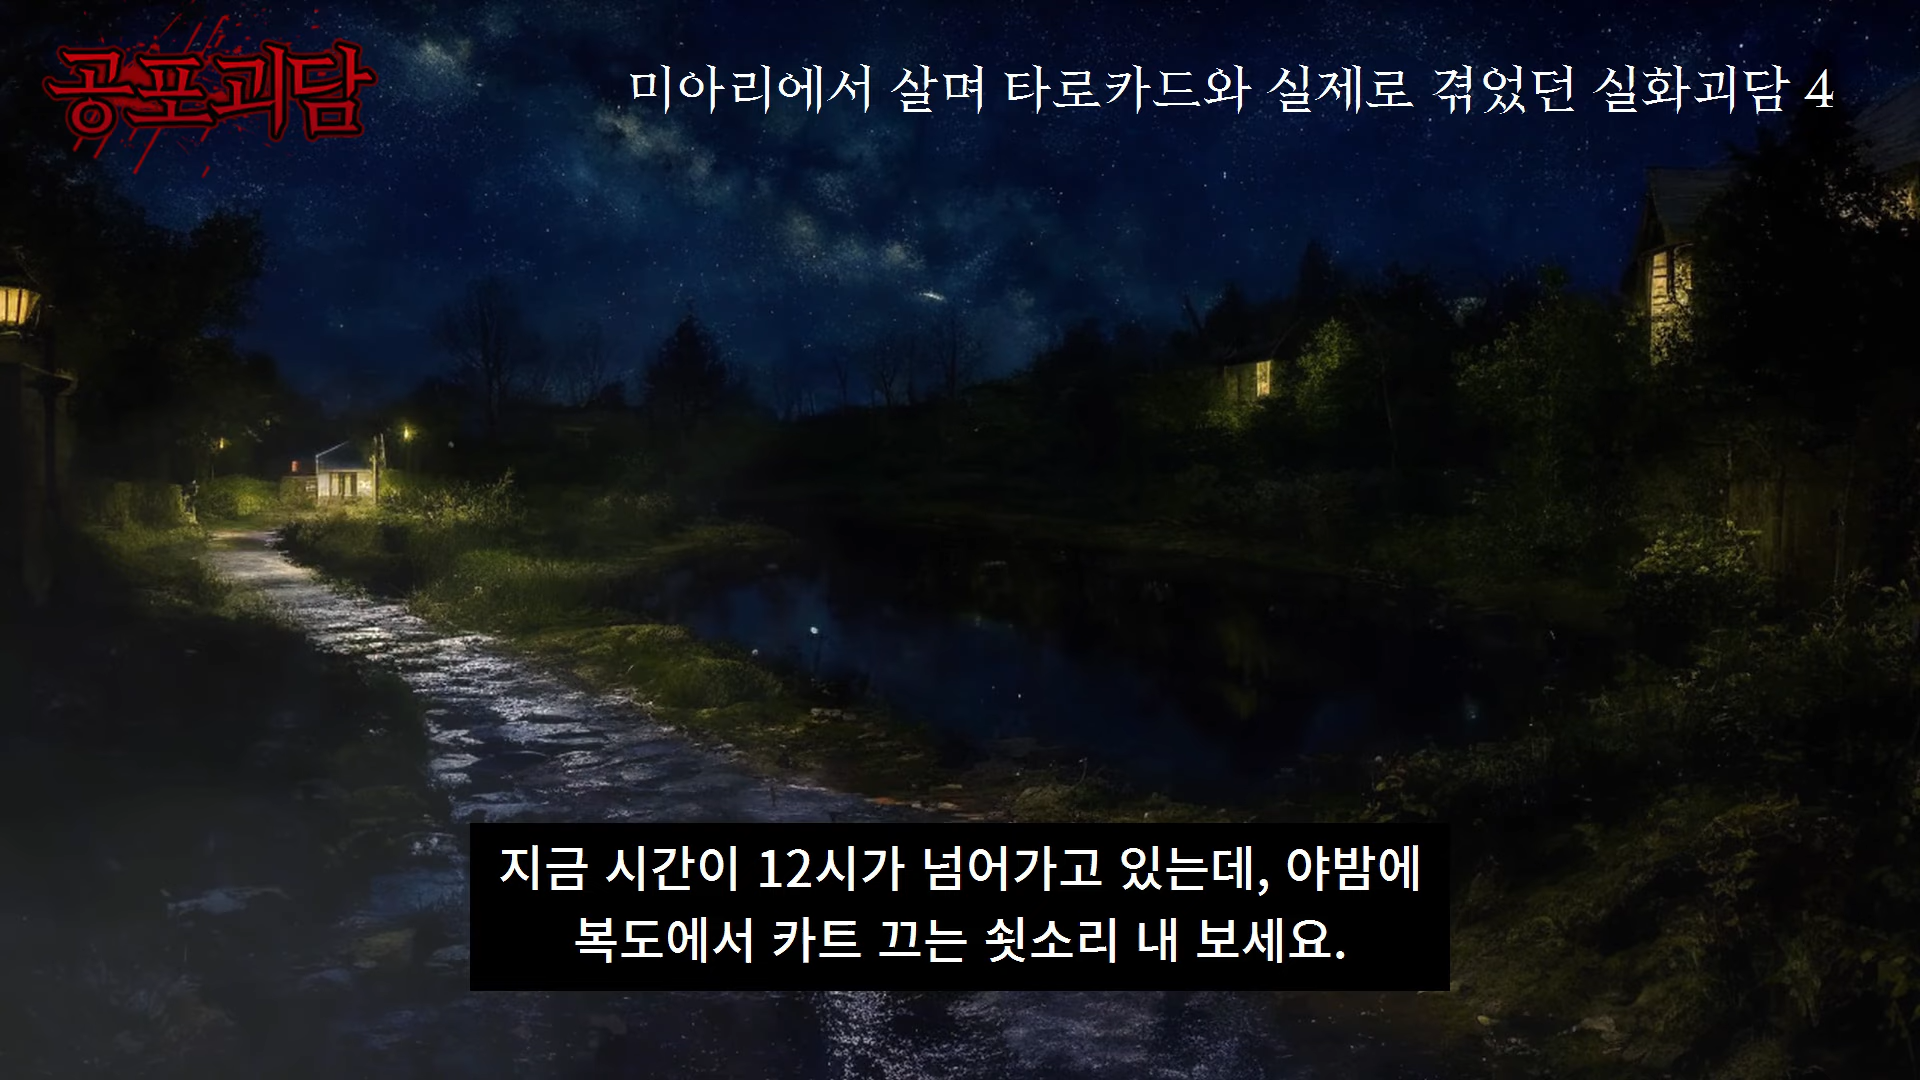 공포괴담
미아리에서 살며 타로카드와 실제로 겪었던 실화괴담 4
지금 시간이 12시가 넘어가고 있는데, 야밤에
복도에서 카트 끄는 쇳소리 내 보세요.